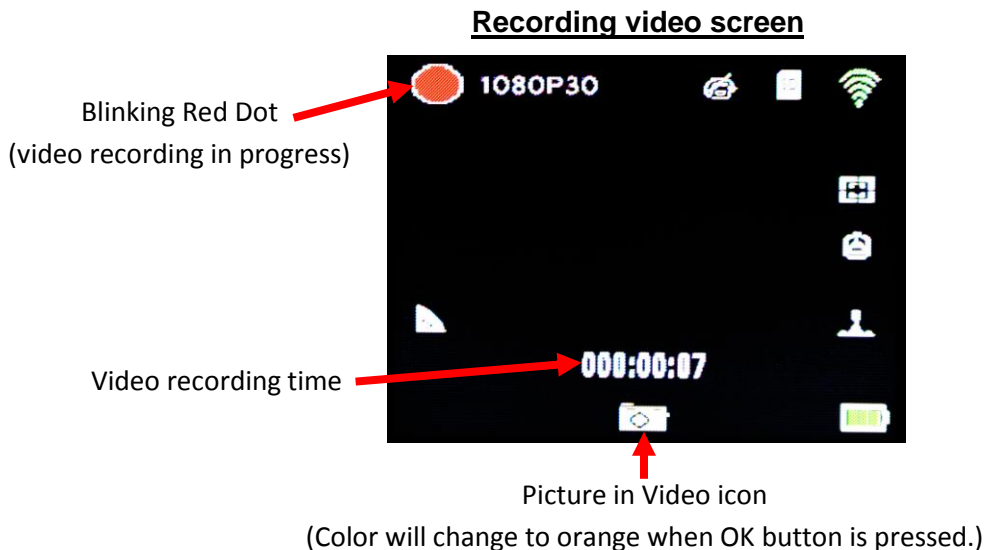 Recording video screen
1080P30
Blinking Red Dot
(video recording in progress)
000:00:07
Video recording time
Picture in Video icon
(Color will change to orange when OK button is pressed.)